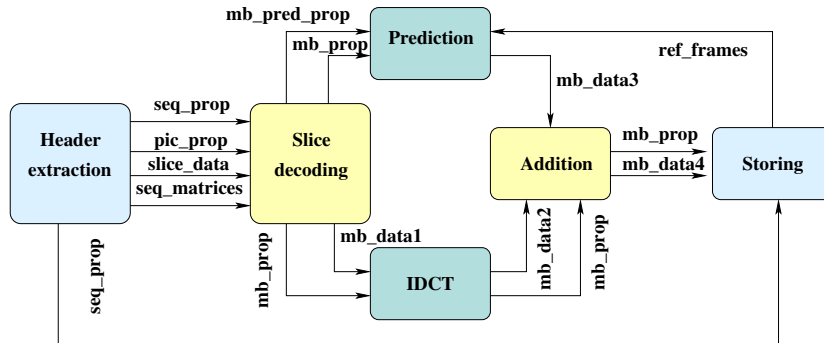 mb_pred_prop
mb_prop
Prediction
ref_frames
mb_data3
seq_prop
pic_prop
slice_data
seq_matrices
Header
extraction
Slice
decoding
Addition
mb_prop
mb_data4
Storing
mb_data1
mb_prop
seq_prop
IDCT
mb_data2
mb_prop